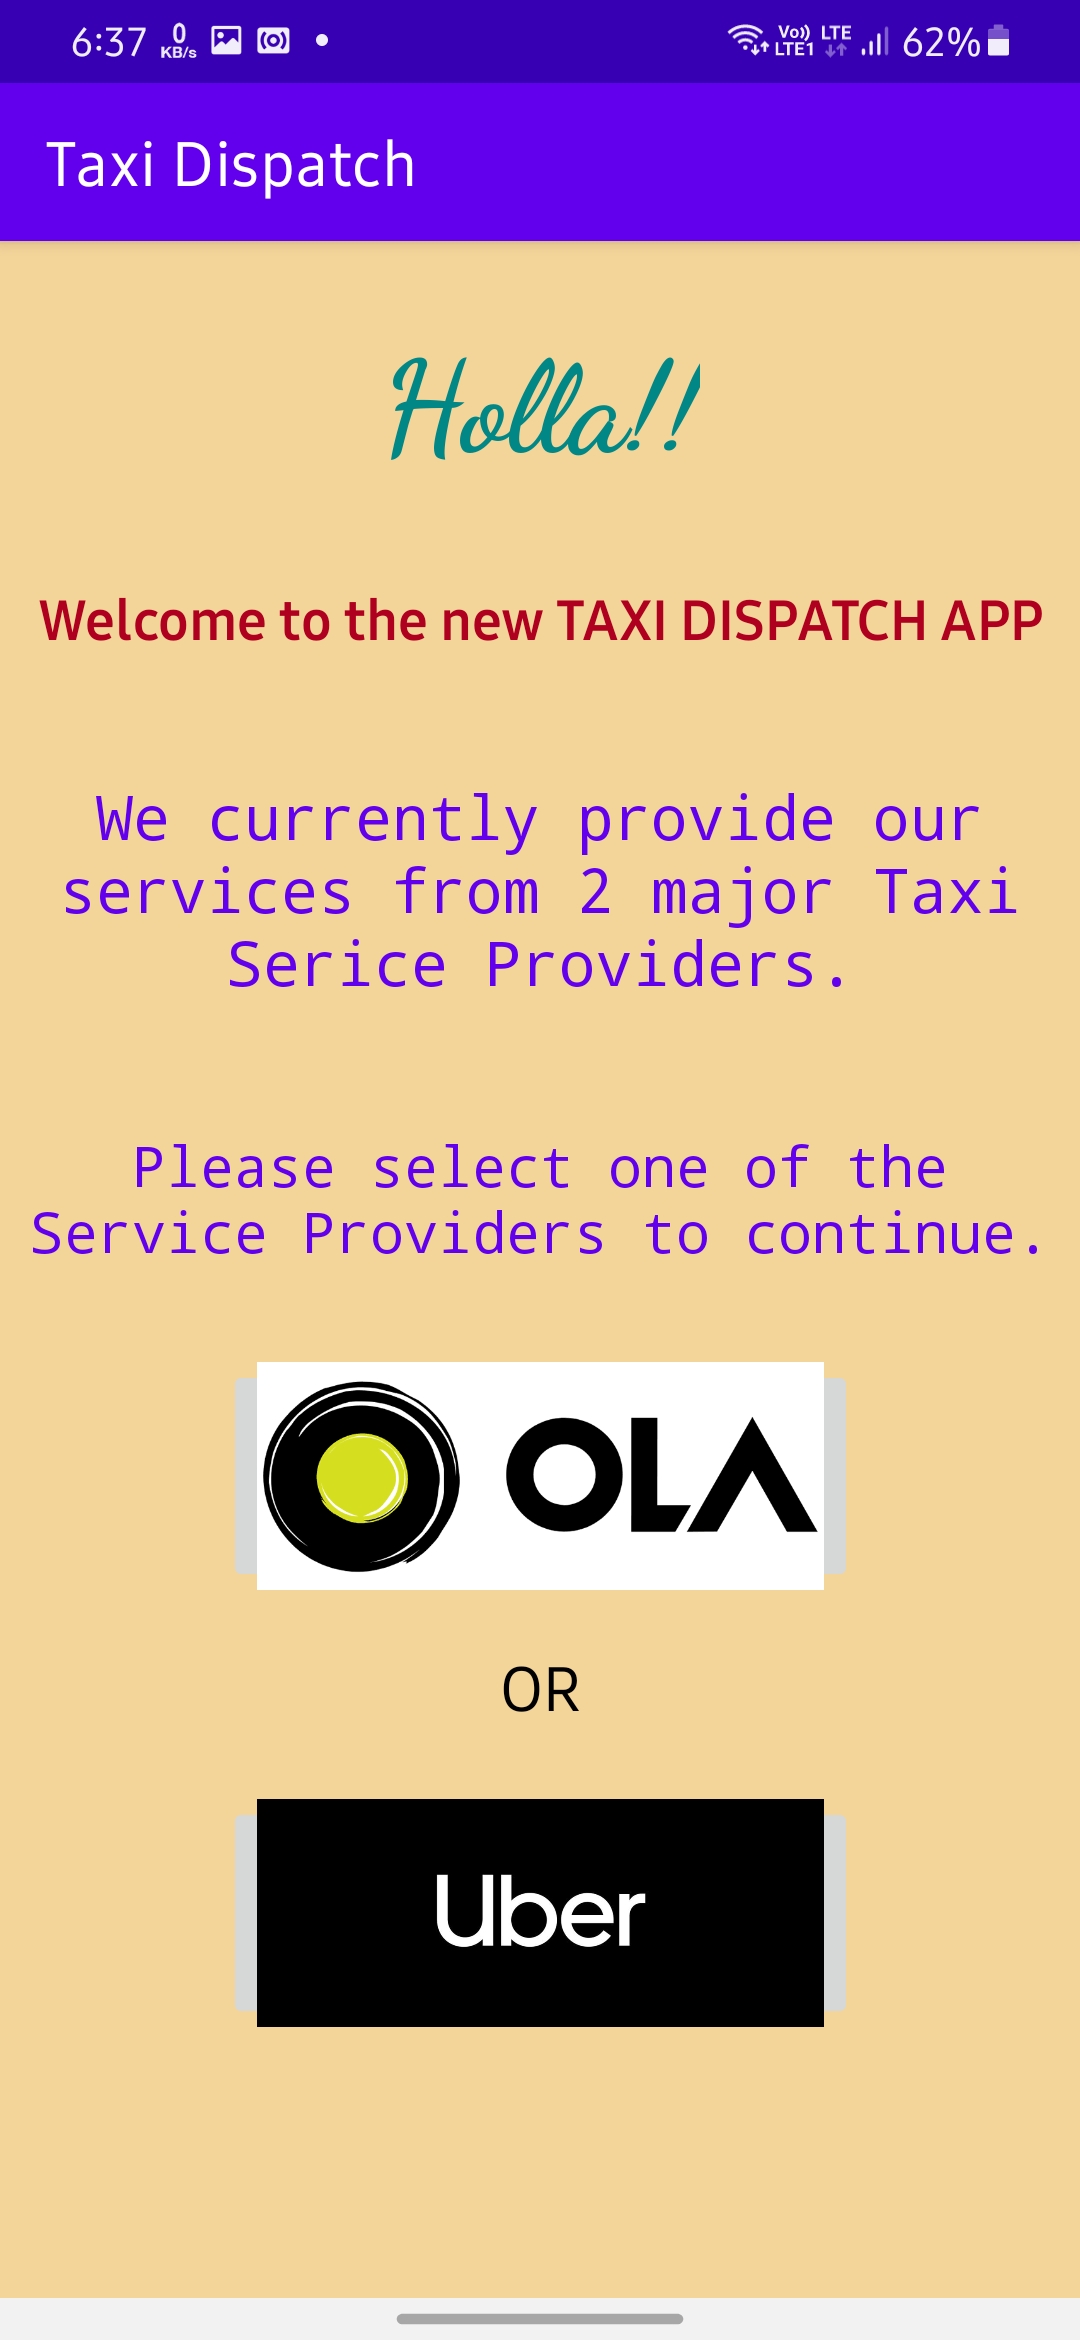 6:37 0 KB/s Vo)) LTE1 LTE 62%
Taxi Dispatch
Holla!!
Welcome to the new TAXI DISPATCH APP
We currently provide our
services from 2 major Taxi
Serice Providers.
Please select one of the
Service Providers to continue.
OLA
OR
Uber